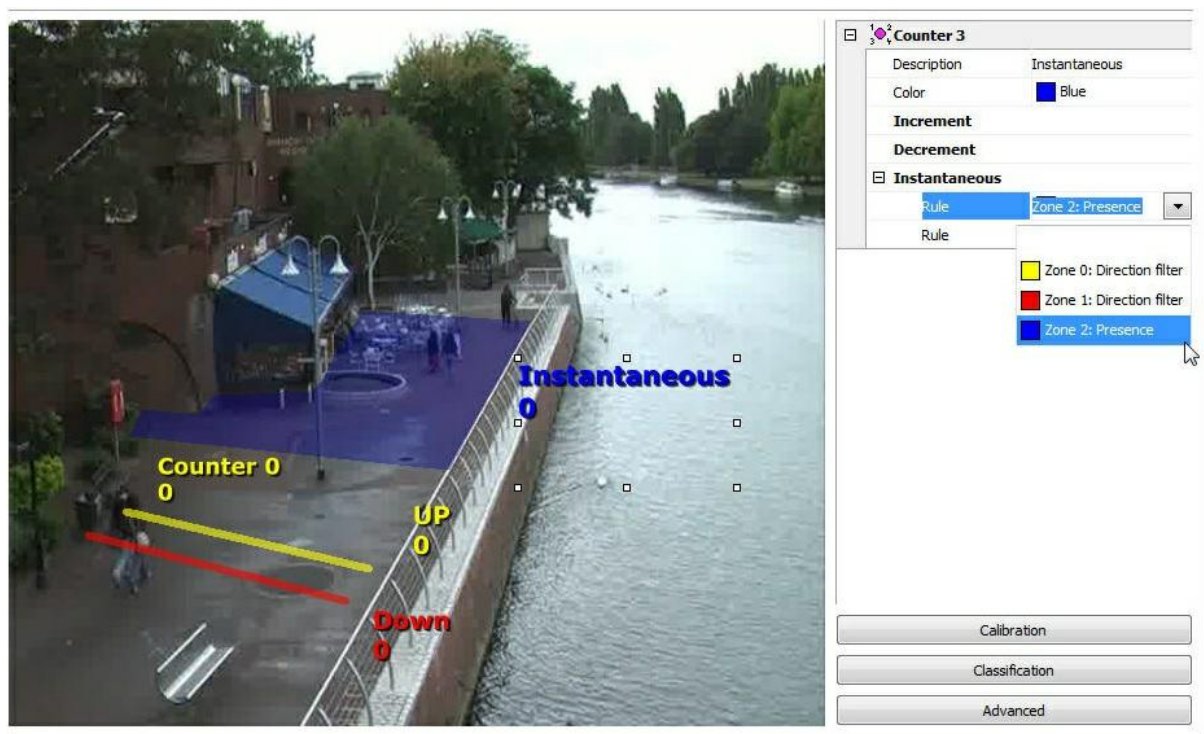 Counter 3
Description Instantaneous
Color Blue
Increment
Decrement
Instantaneous
Rule Zone 2: Presence
Rule
Zone 0: Direction filter
Zone 1: Direction filter
Zone 2: Presence
Instantaneous
0
Counter 0
0
UP
0
Down
0
Calibration
Classification
Advanced